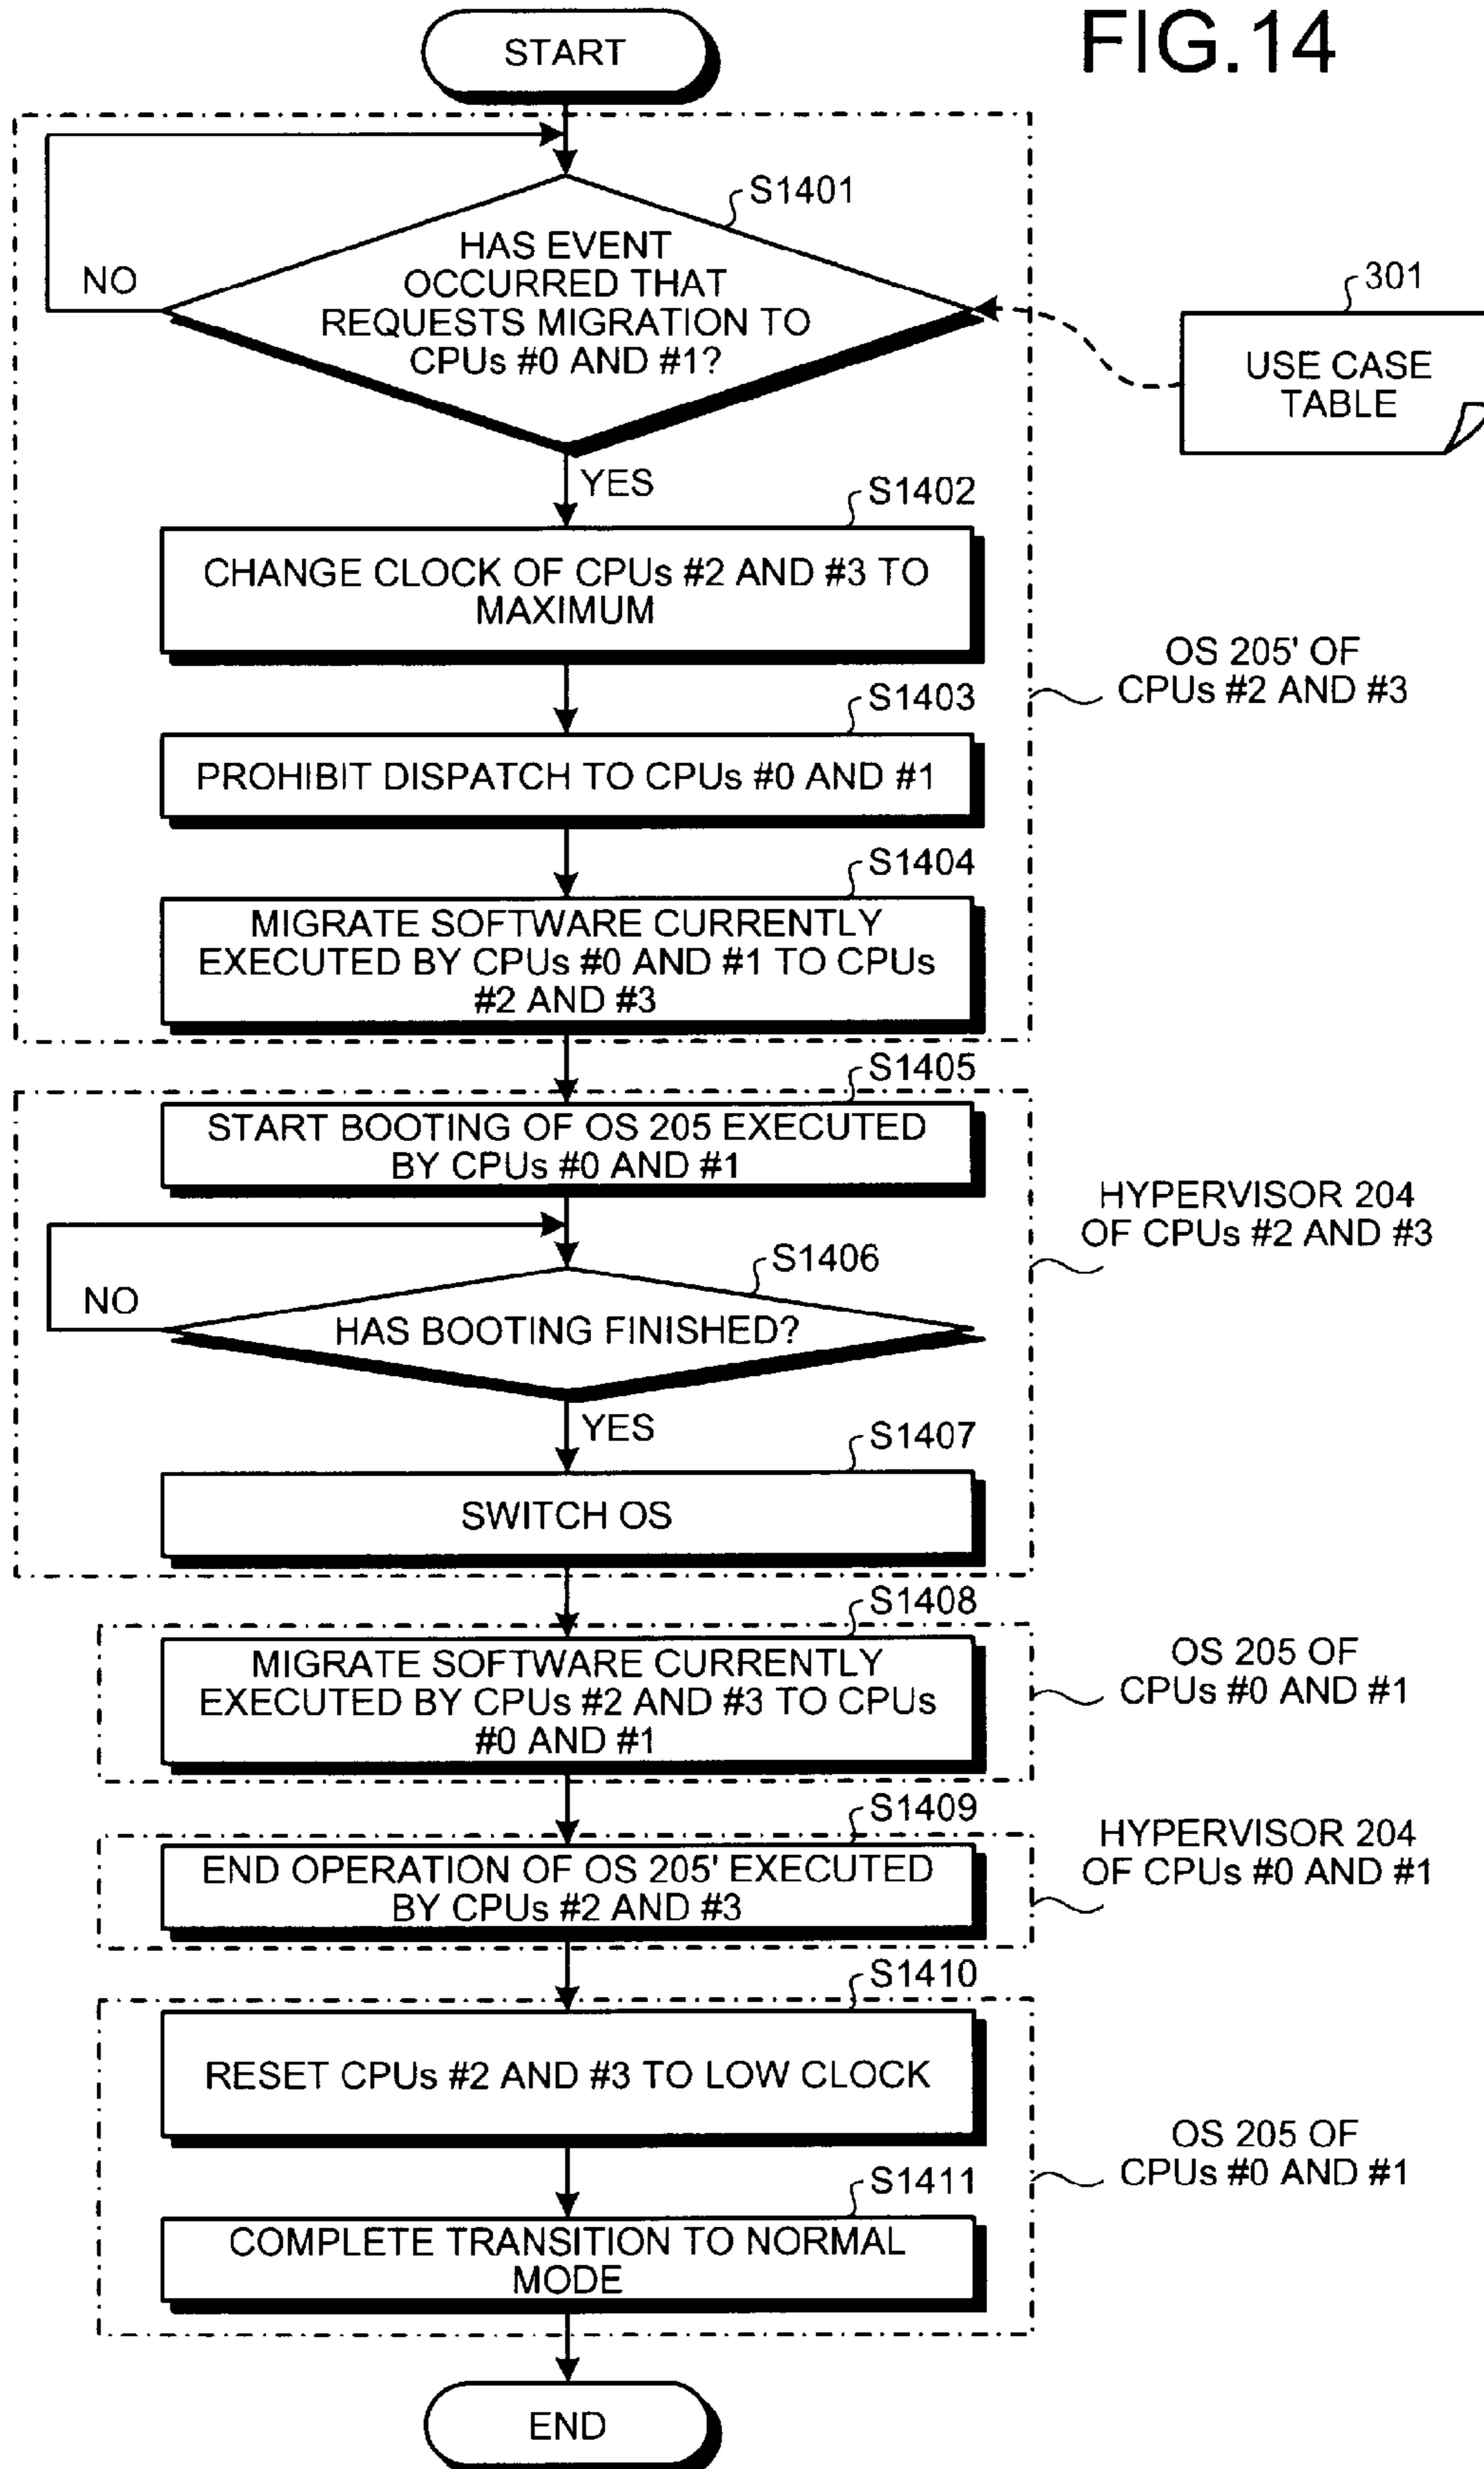 FIG.14
START
S1401
HAS EVENT
OCCURRED THAT
REQUESTS MIGRATION TO
CPUs #0 AND #1?
NO
301
USE CASE
TABLE
YES
S1402
CHANGE CLOCK OF CPUs #2 AND #3 TO
MAXIMUM
OS 205' OF
CPUs #2 AND #3
S1403
PROHIBIT DISPATCH TO CPUs #0 AND #1
S1404
MIGRATE SOFTWARE CURRENTLY
EXECUTED BY CPUs #0 AND #1 TO CPUs
#2 AND #3
S1405
START BOOTING OF OS 205 EXECUTED
BY CPUs #0 AND #1
HYPERVISOR 204
OF CPUs #2 AND #3
S1406
NO
HAS BOOTING FINISHED?
YES
S1407
SWITCH OS
S1408
MIGRATE SOFTWARE CURRENTLY
EXECUTED BY CPUs #2 AND #3 TO CPUs
#0 AND #1
OS 205 OF
CPUs #0 AND #1
S1409
END OPERATION OF OS 205' EXECUTED
BY CPUs #2 AND #3
HYPERVISOR 204
OF CPUs #0 AND #1
S1410
RESET CPUs #2 AND #3 TO LOW CLOCK
OS 205 OF
CPUs #0 AND #1
S1411
COMPLETE TRANSITION TO NORMAL
MODE
END